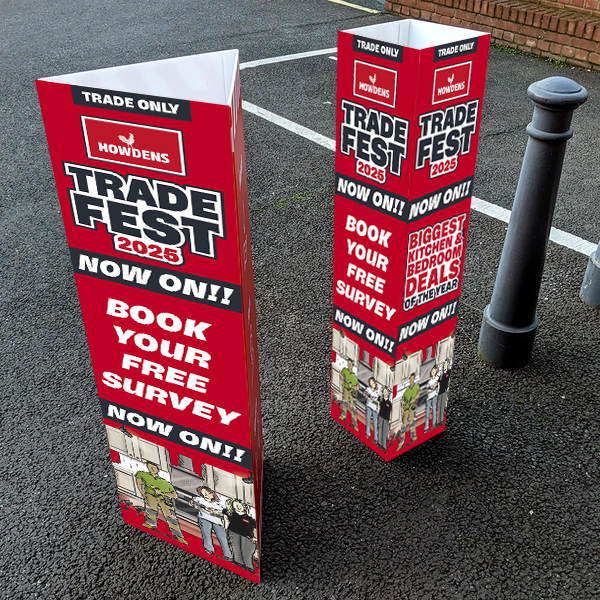 TRADE ONLY
HOWDENS
TRADE
FEST
2025
NOW ON!!
BOOK
YOUR
FREE
SURVEY
NOW ON!!
TRADE ONLY
HOWDENS
TRADE
FEST
2025
NOW ON!!
BOOK
YOUR
FREE
SURVEY
NOW ON!!
TRADE ONLY
HOWDENS
TRADE
FEST
2025
NOW ON!!
BIGGEST
KITCHEN &
BEDROOM
DEALS
OF THE YEAR
NOW ON!!